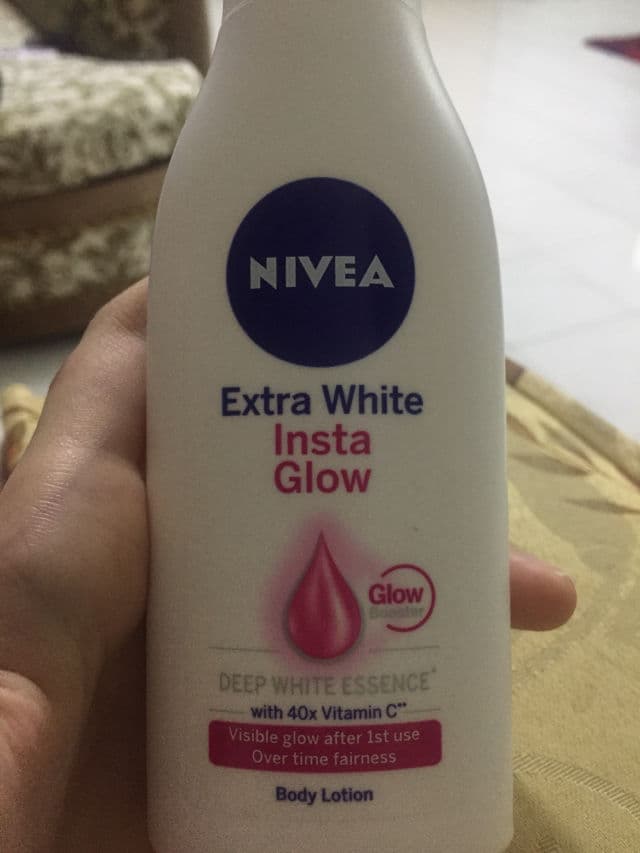 NIVEA
Extra White
Insta
Glow
Glow
Booster
DEEP WHITE ESSENCE*
with 40x Vitamin C**
Visible glow after 1st use
Over time fairness
Body Lotion